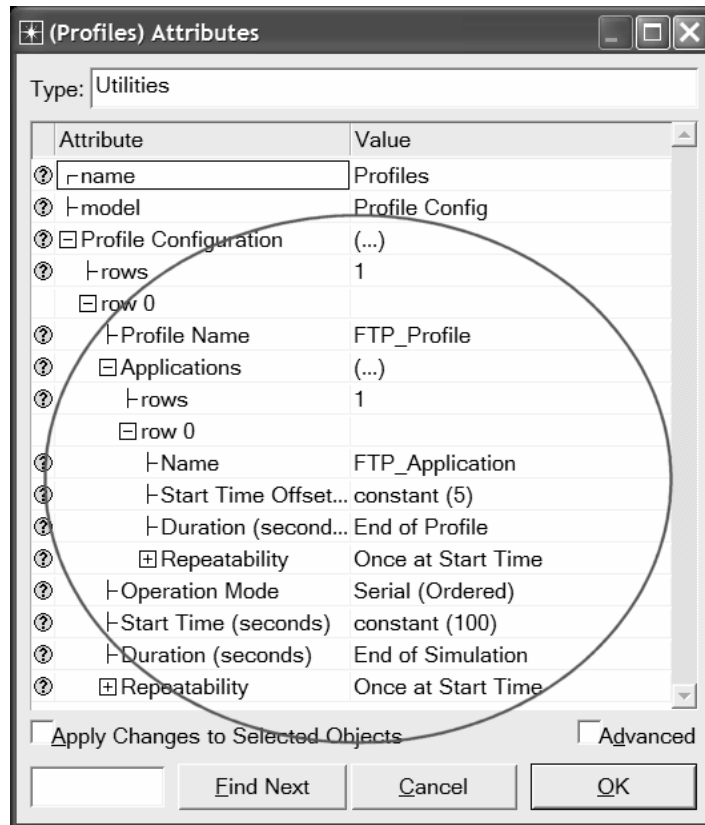 (Profiles) Attributes
Type: Utilities
Attribute Value
name Profiles
model Profile Config
Profile Configuration (...)
rows 1
row 0
Profile Name FTP_Profile
Applications (...)
rows 1
row 0
Name FTP_Application
Start Time Offset... constant (5)
Duration (second... End of Profile
Repeatability Once at Start Time
Operation Mode Serial (Ordered)
Start Time (seconds) constant (100)
Duration (seconds) End of Simulation
Repeatability Once at Start Time
Apply Changes to Selected Objects Advanced
Find Next Cancel OK